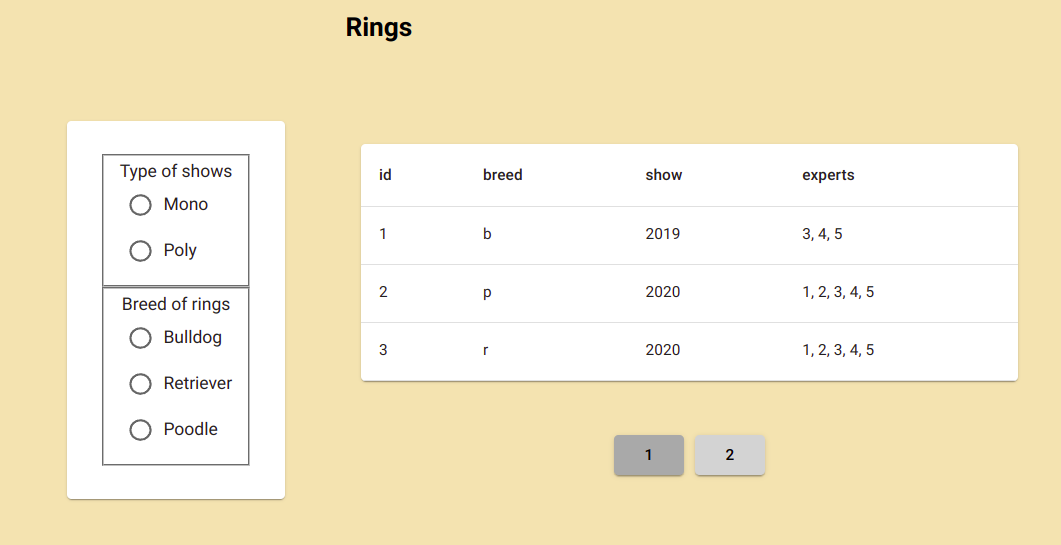 Rings
Type of shows
Mono
Poly
Breed of rings
Bulldog
Retriever
Poodle
id breed show experts
1 b 2019 3, 4, 5
2 p 2020 1, 2, 3, 4, 5
3 r 2020 1, 2, 3, 4, 5
1 2